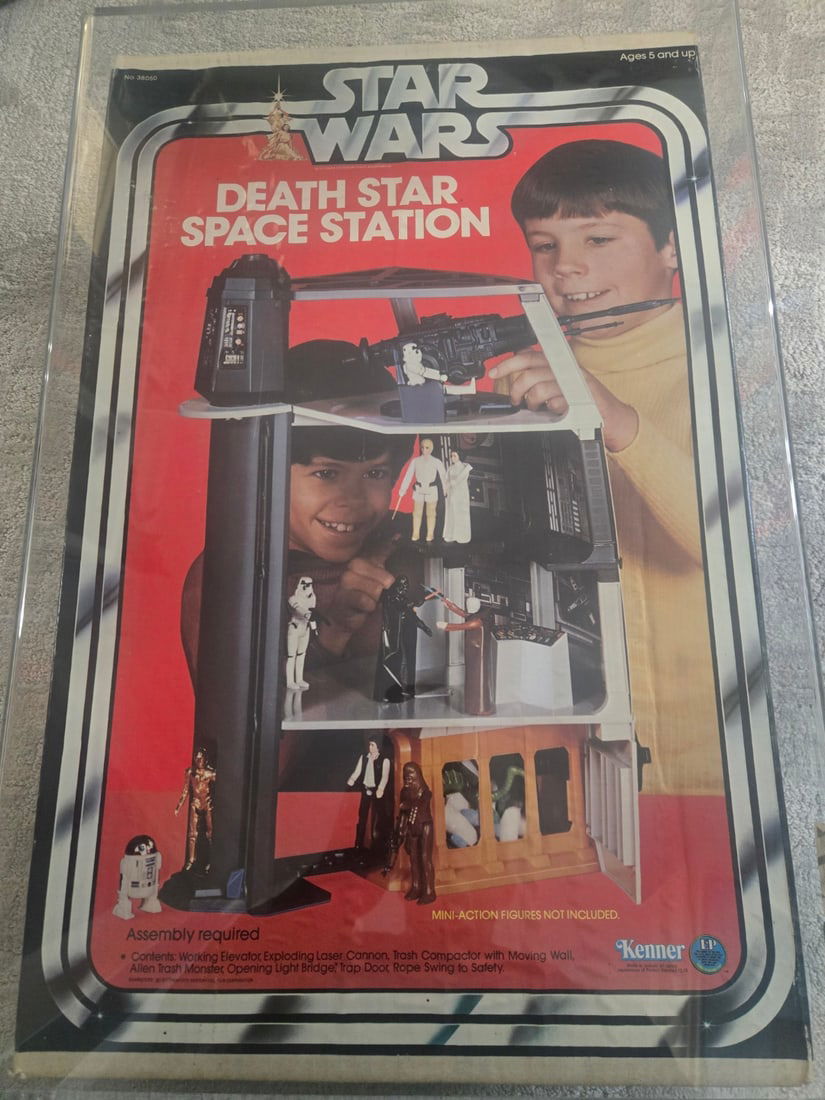 No. 38050
Ages 5 and up
STAR
WARS
DEATH STAR
SPACE STATION
MINI-ACTION FIGURES NOT INCLUDED.
Assembly required
• Contents: Working Elevator, Exploding Laser Cannon, Trash Compactor with Moving Wall,
Alien Trash Monster, Opening Light Bridge, Trap Door, Rope Swing to Safety.
Kenner